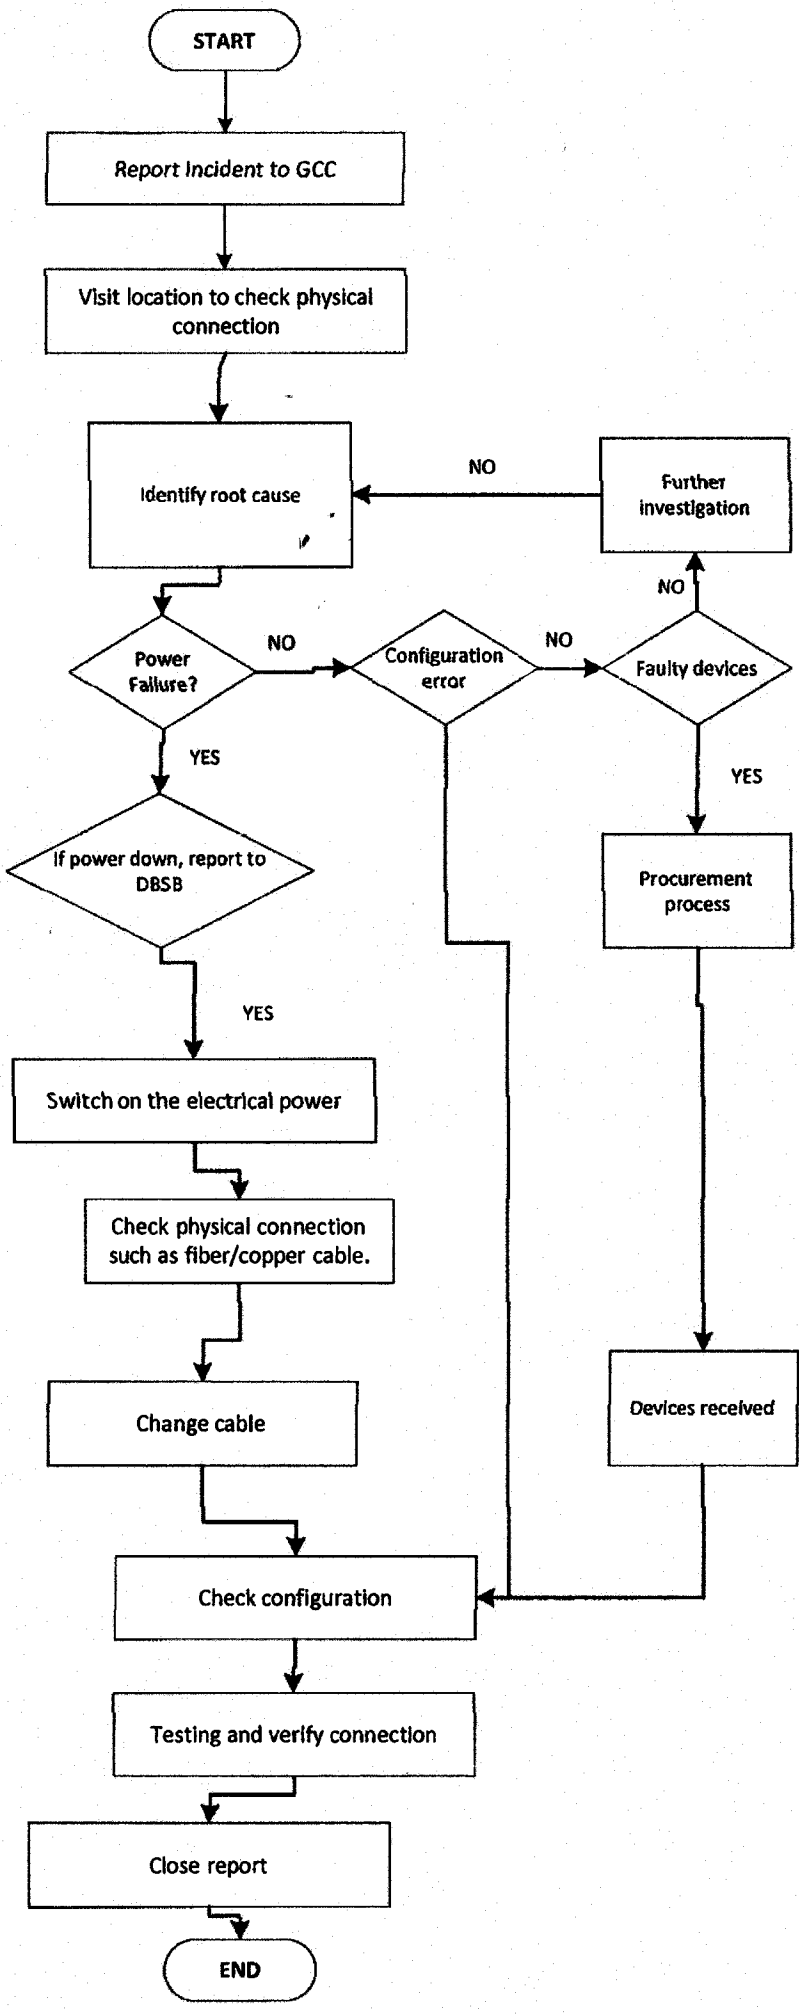 START
Report Incident to GCC
Visit location to check physical
connection
Identify root cause
NO
Further
investigation
NO
Power
Failure?
NO
Configuration
error
NO
Faulty devices
YES
YES
If power down, report to
DBSB
Procurement
process
YES
Switch on the electrical power
Check physical connection
such as fiber/copper cable.
Change cable
Devices received
Check configuration
Testing and verify connection
Close report
END